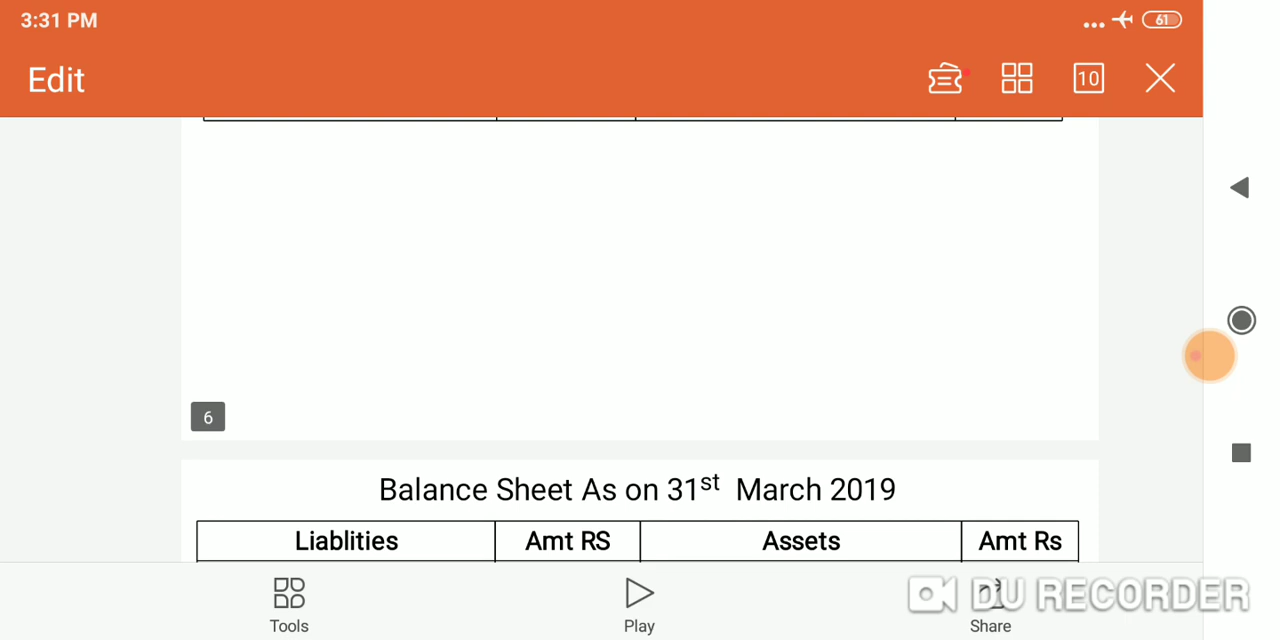 3:31 PM
61
Edit
10
6
Balance Sheet As on 31st March 2019
Liablities Amt RS Assets Amt Rs
Tools Play Share
DU RECORDER